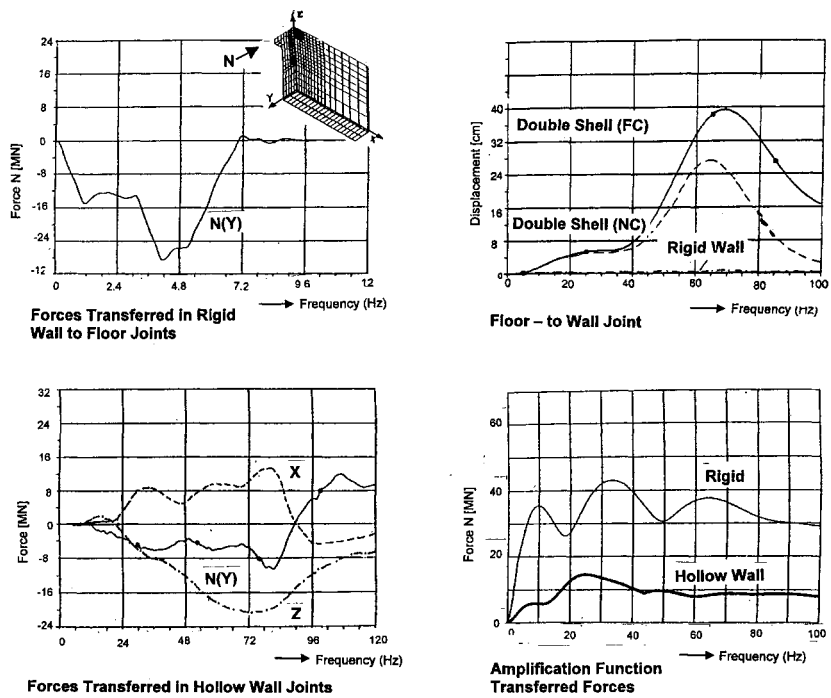 24
16
8
0
-8
-16
-24
-12
Force N [MN]
Z
N
Y
X
N(Y)
0 2.4 4.8 7.2 9 6 12
Frequency (Hz)
Forces Transferred in Rigid
Wall to Floor Joints
40
32
24
16
8
0
Displacement [cm]
Double Shell (FC)
Double Shell (NC)
Rigid Wall
0 20 40 60 80 100
Frequency (Hz)
Floor – to Wall Joint
32
24
16
8
0
-8
-16
-24
Force [MN]
X
N(Y)
Z
0 24 48 72 96 120
Frequency (Hz)
Forces Transferred in Hollow Wall Joints
60
40
20
0
Force N [MN]
Rigid
Hollow Wall
0 20 40 60 80 100
Frequency (Hz)
Amplification Function
Transferred Forces